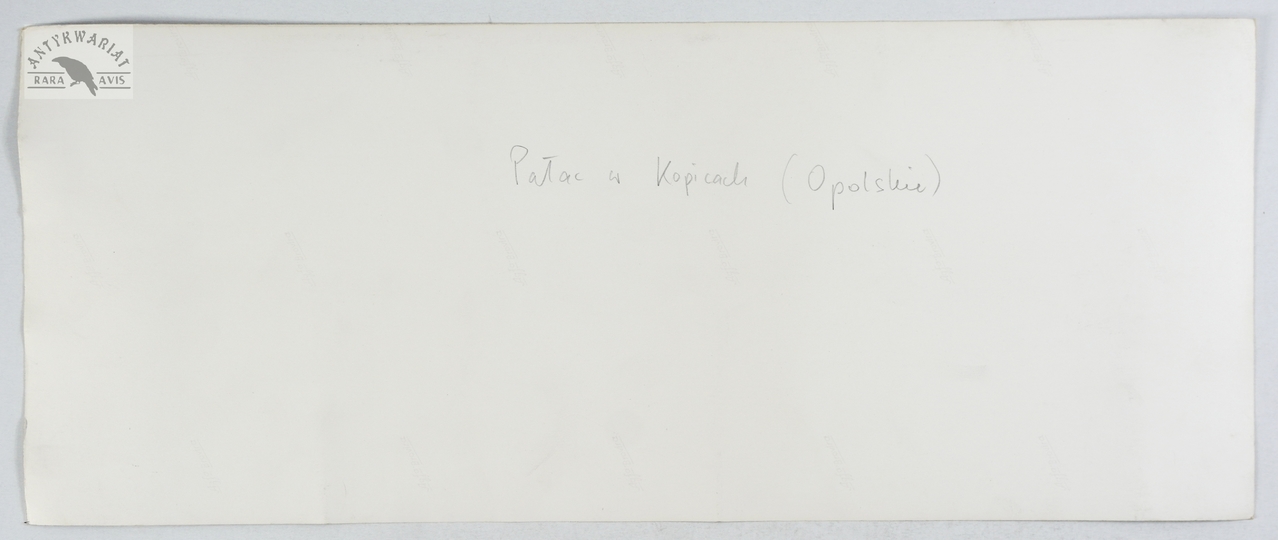 ANTYKWARIAT
RARA AVIS
Pałac w Kopicach (Opolskie)